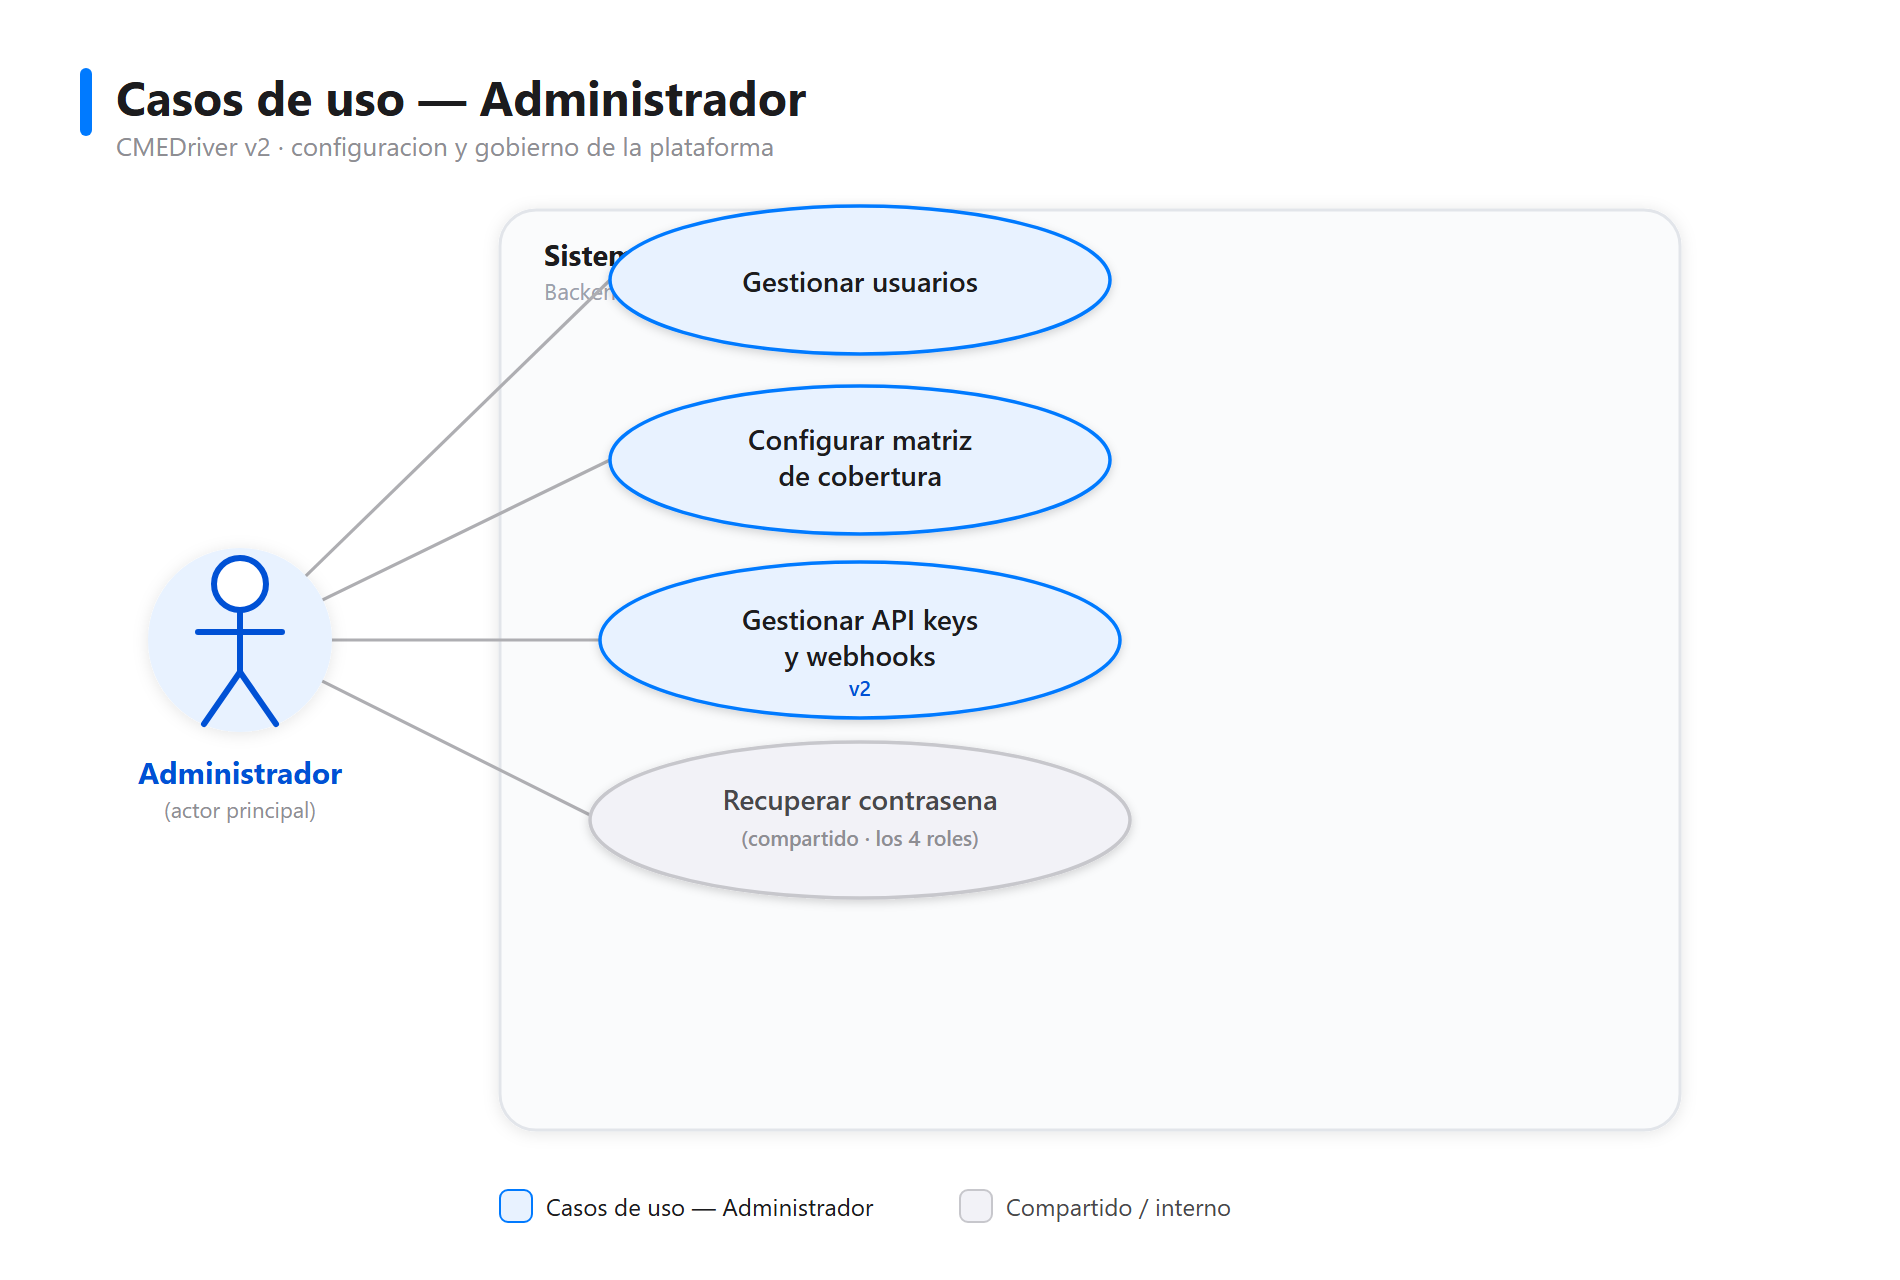 Casos de uso — Administrador
CMEDriver v2 · configuracion y gobierno de la plataforma
Gestionar usuarios
Configurar matriz
de cobertura
Gestionar API keys
y webhooks
v2
Recuperar contrasena
(compartido · los 4 roles)
Administrador
(actor principal)
Casos de uso — Administrador
Compartido / interno